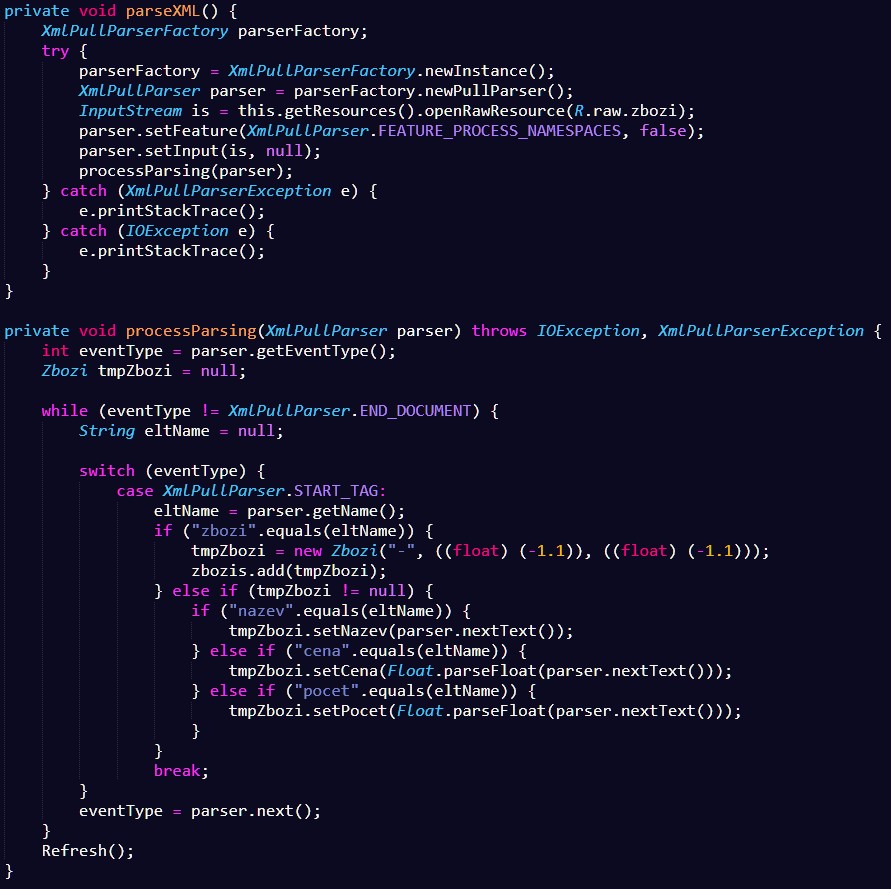 private void parseXML() {
    XmlPullParserFactory parserFactory;
    try {
        parserFactory = XmlPullParserFactory.newInstance();
        XmlPullParser parser = parserFactory.newPullParser();
        InputStream is = this.getResources().openRawResource(R.raw.zbozi);
        parser.setFeature(XmlPullParser.FEATURE_PROCESS_NAMESPACES, false);
        parser.setInput(is, null);
        processParsing(parser);
    } catch (XmlPullParserException e) {
        e.printStackTrace();
    } catch (IOException e) {
        e.printStackTrace();
    }
}

private void processParsing(XmlPullParser parser) throws IOException, XmlPullParserException {
    int eventType = parser.getEventType();
    Zbozi tmpZbozi = null;

    while (eventType != XmlPullParser.END_DOCUMENT) {
        String eltName = null;

        switch (eventType) {
            case XmlPullParser.START_TAG:
                eltName = parser.getName();
                if ("zbozi".equals(eltName)) {
                    tmpZbozi = new Zbozi("-", ((float) (-1.1)), ((float) (-1.1)));
                    zbozis.add(tmpZbozi);
                } else if (tmpZbozi != null) {
                    if ("nazev".equals(eltName)) {
                        tmpZbozi.setNazev(parser.nextText());
                    } else if ("cena".equals(eltName)) {
                        tmpZbozi.setCena(Float.parseFloat(parser.nextText()));
                    } else if ("pocet".equals(eltName)) {
                        tmpZbozi.setPocet(Float.parseFloat(parser.nextText()));
                    }
                }
                break;
        }
        eventType = parser.next();
    }
    Refresh();
}